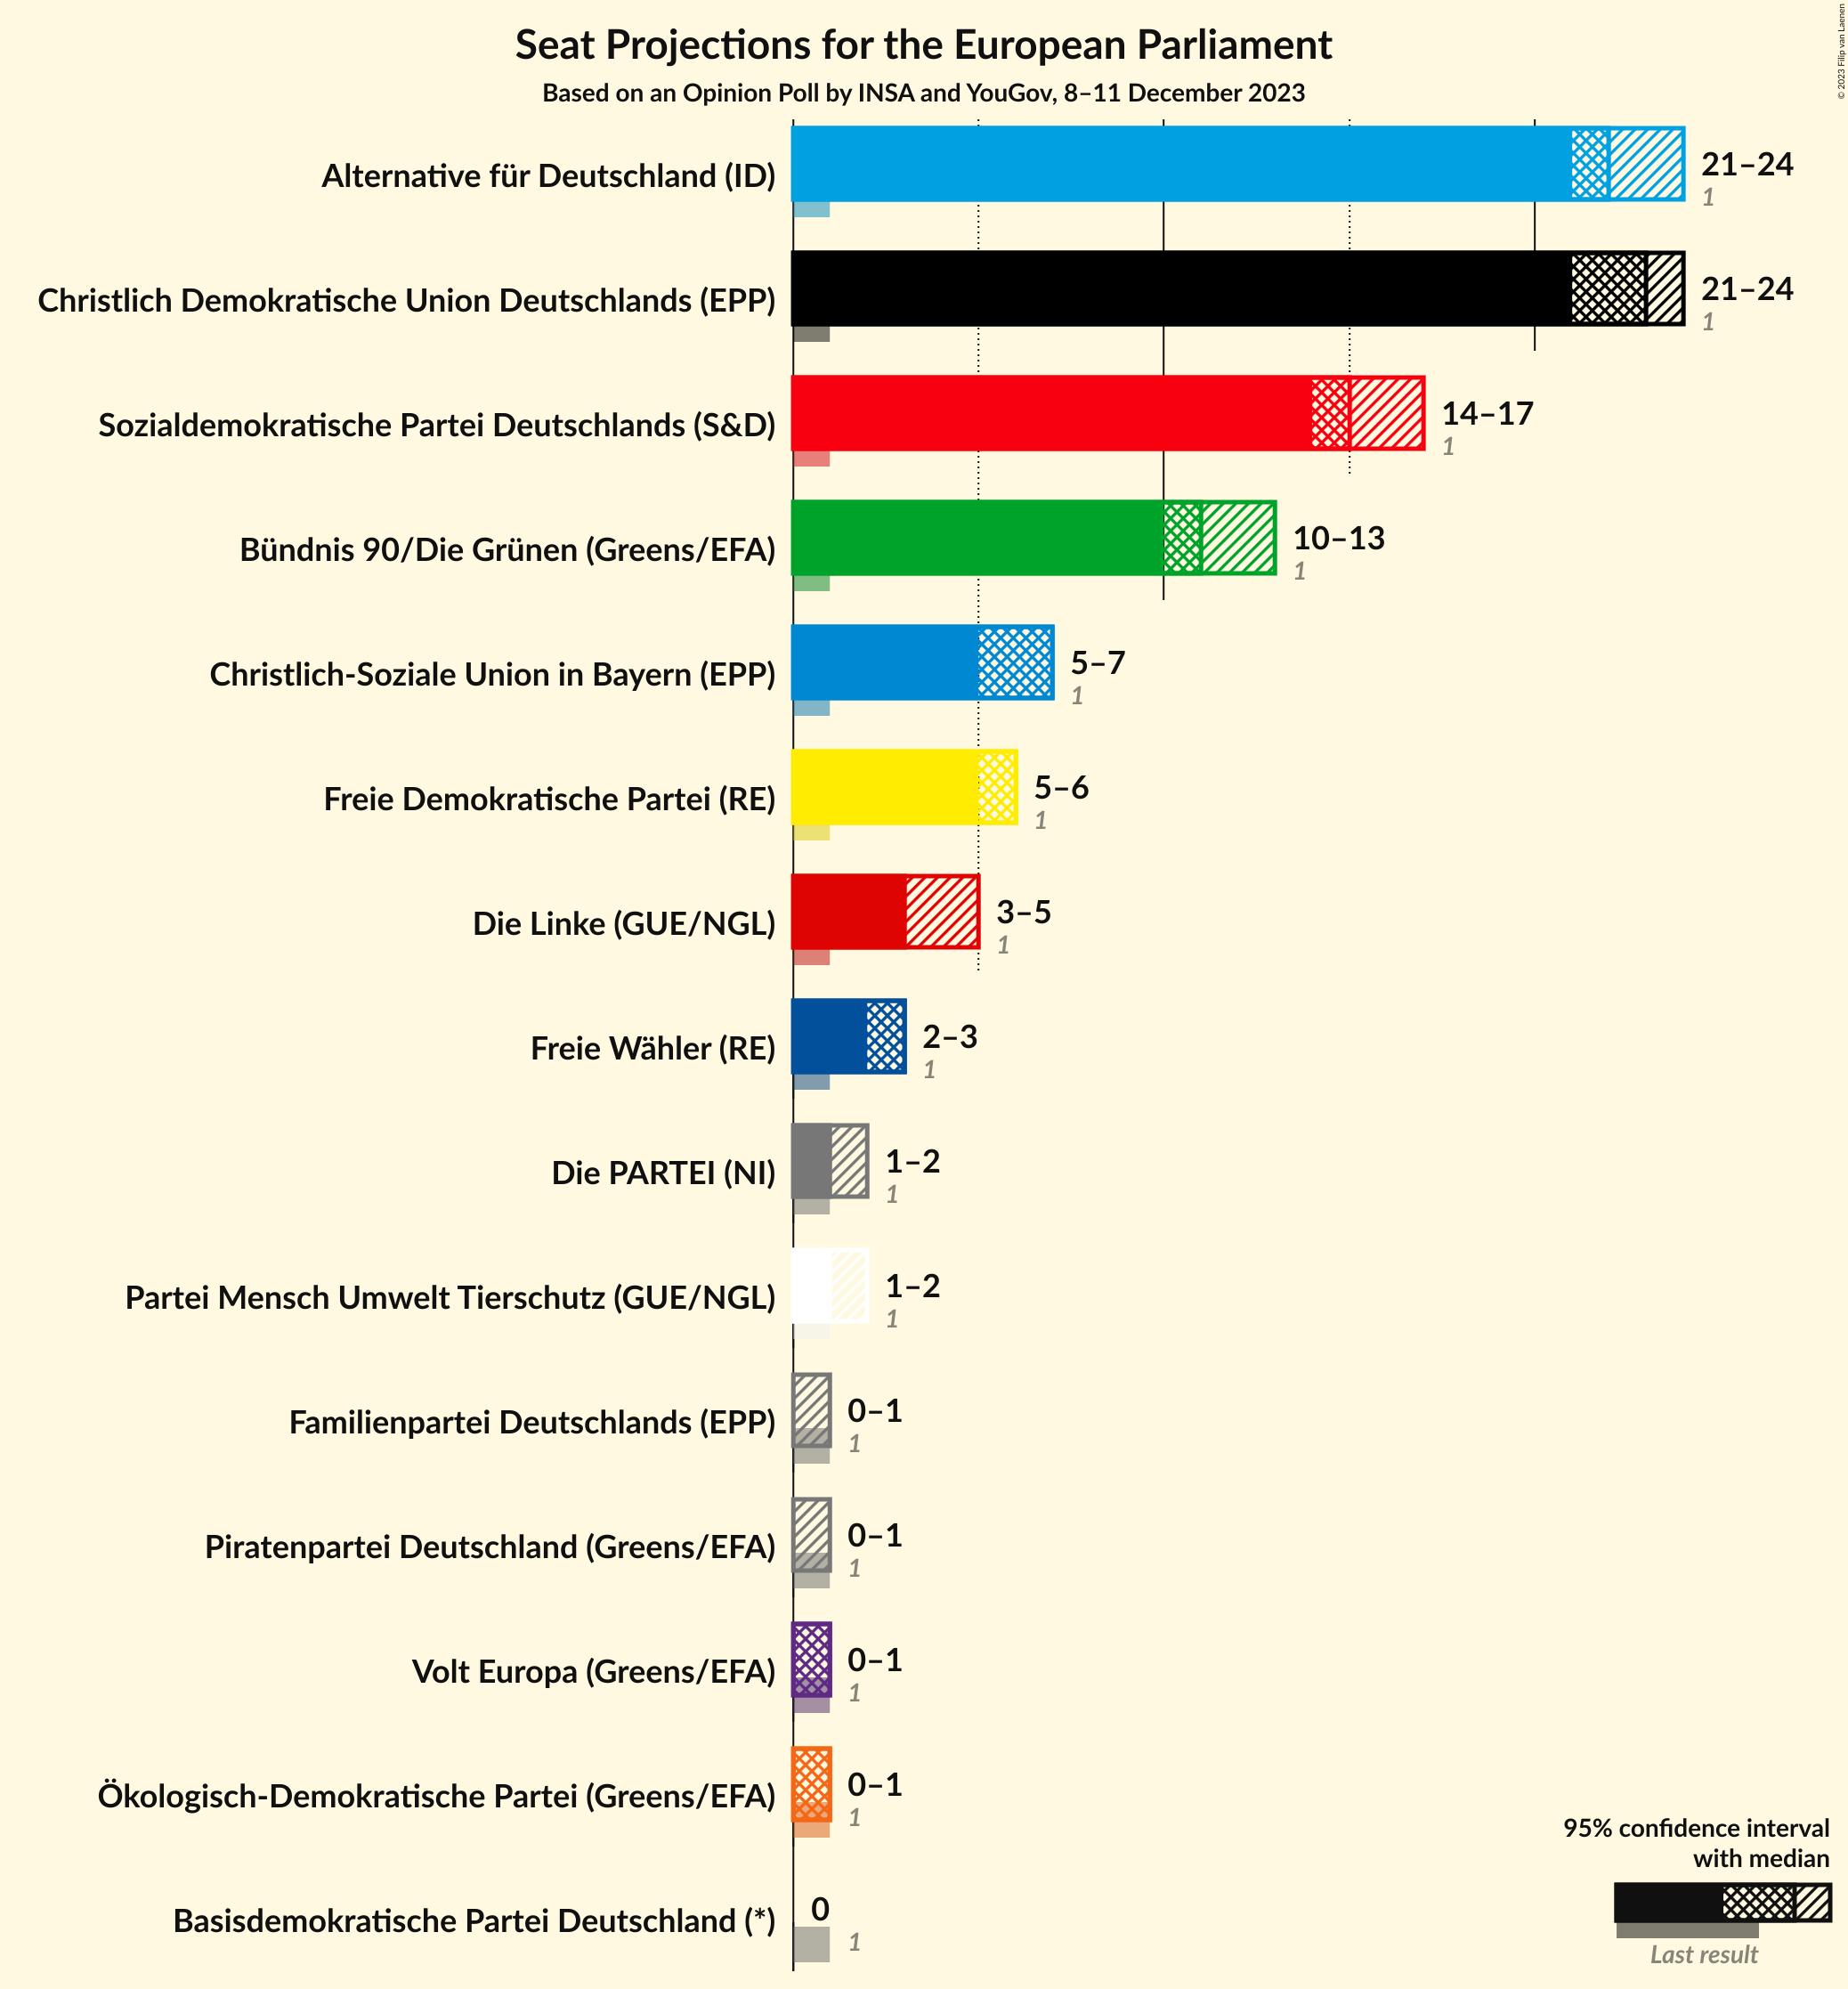 Seat Projections for the European Parliament
Based on an Opinion Poll by INSA and YouGov, 8–11 December 2023
© 2023 Filip van Laenen
Alternative für Deutschland (ID)
21–24
1
Christlich Demokratische Union Deutschlands (EPP)
21–24
1
Sozialdemokratische Partei Deutschlands (S&D)
14–17
1
Bündnis 90/Die Grünen (Greens/EFA)
10–13
1
Christlich-Soziale Union in Bayern (EPP)
5–7
1
Freie Demokratische Partei (RE)
5–6
1
Die Linke (GUE/NGL)
3–5
1
Freie Wähler (RE)
2–3
1
Die PARTEI (NI)
1–2
1
Partei Mensch Umwelt Tierschutz (GUE/NGL)
1–2
1
Familienpartei Deutschlands (EPP)
0–1
1
Piratenpartei Deutschland (Greens/EFA)
0–1
1
Volt Europa (Greens/EFA)
0–1
1
Ökologisch-Demokratische Partei (Greens/EFA)
0–1
1
Basisdemokratische Partei Deutschland (*)
0
1
95% confidence interval
with median
Last result